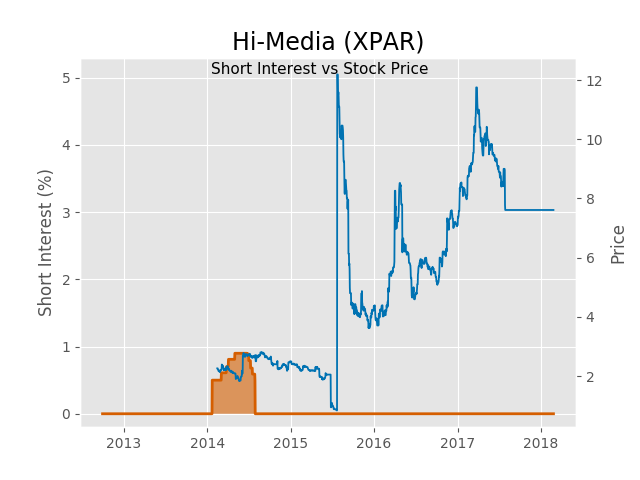 Hi-Media (XPAR)
Short Interest vs Stock Price
Short Interest (%)
5
4
3
2
1
0
12
10
8
6
4
2
Price
2013 2014 2015 2016 2017 2018